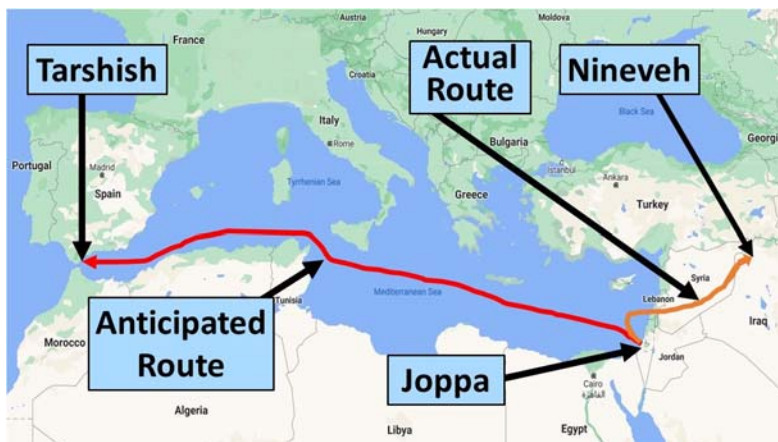 Austria
Hungary
Moldova
France
Tarshish
Actual
Route
Nineveh
Croatia
Black Sea
Italy
Rome
Bulgaria
Georgi
Portugal
Madrid
Spain
Istanbul
Ankara
Tyrrhenian Sea
Greece
Turkey
Syria
Mediterranean Sea
Lebanon
Tunisia
Iraq
Anticipated
Route
Morocco
Joppa
Jordan
Cairo
القاهرة
Algeria
Libya
Egypt